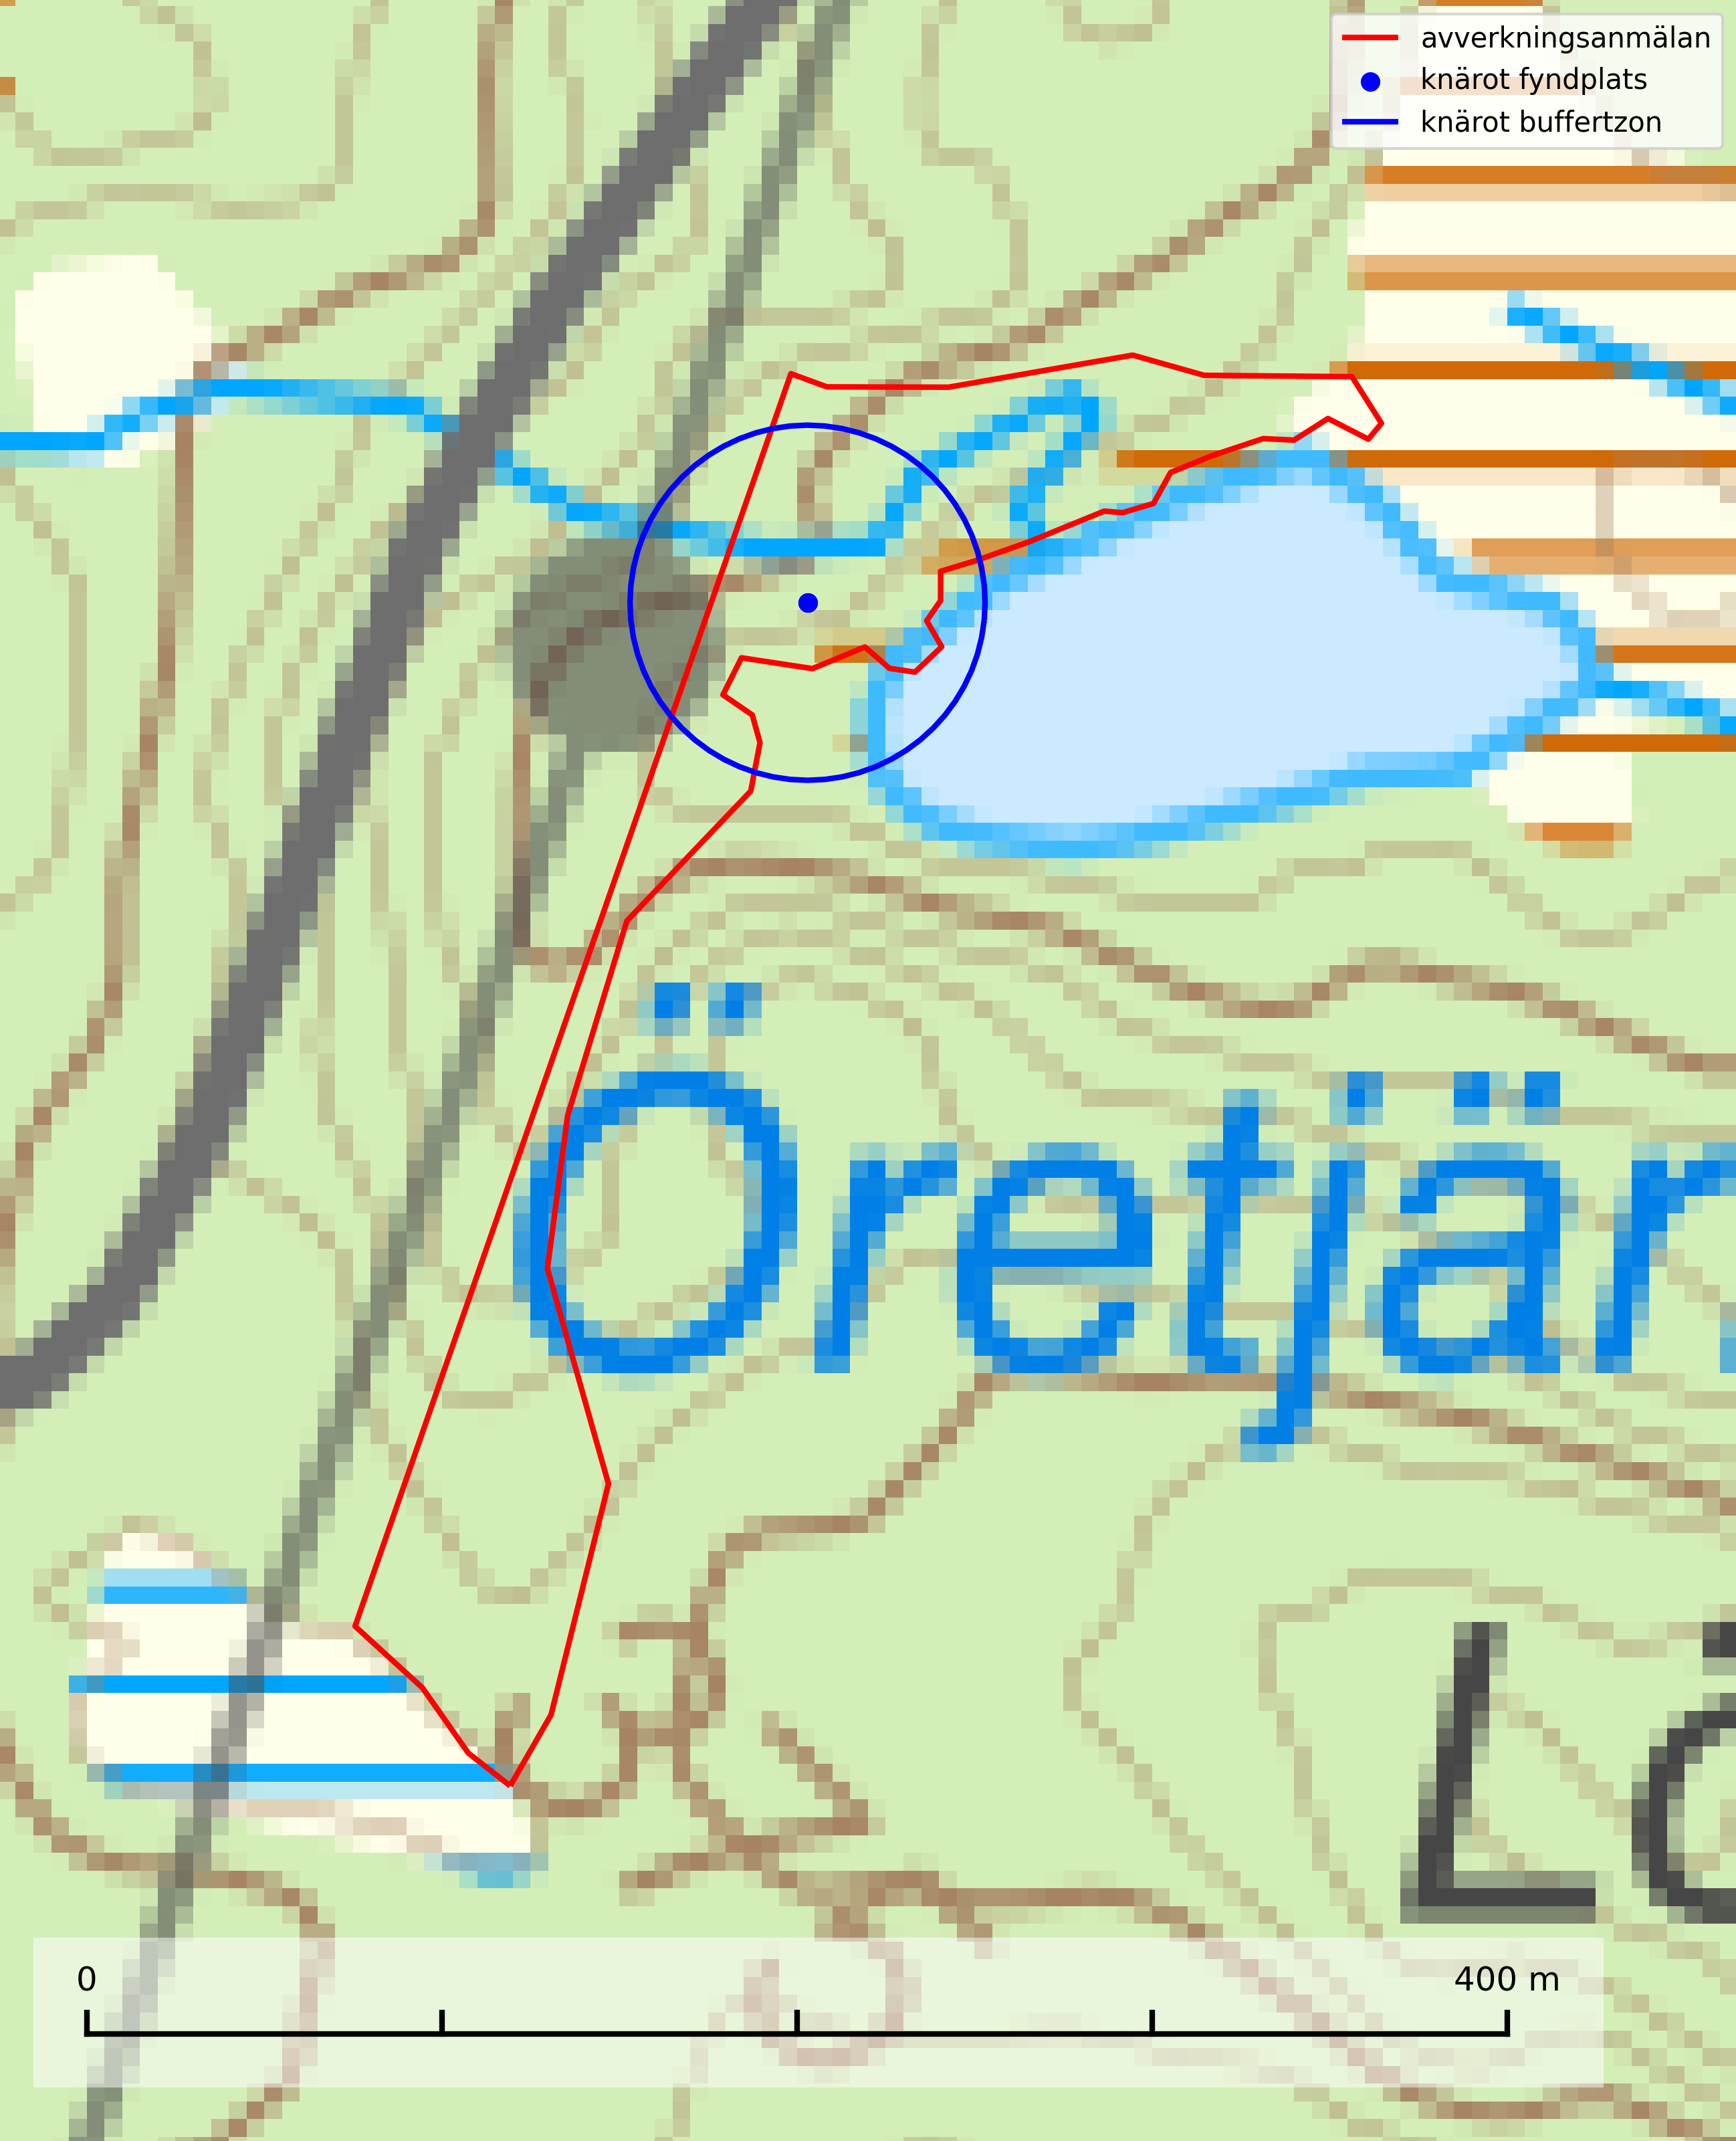 avverkningsanmälan
knärot fyndplats
knärot buffertzon
Öretjär
0 400 m